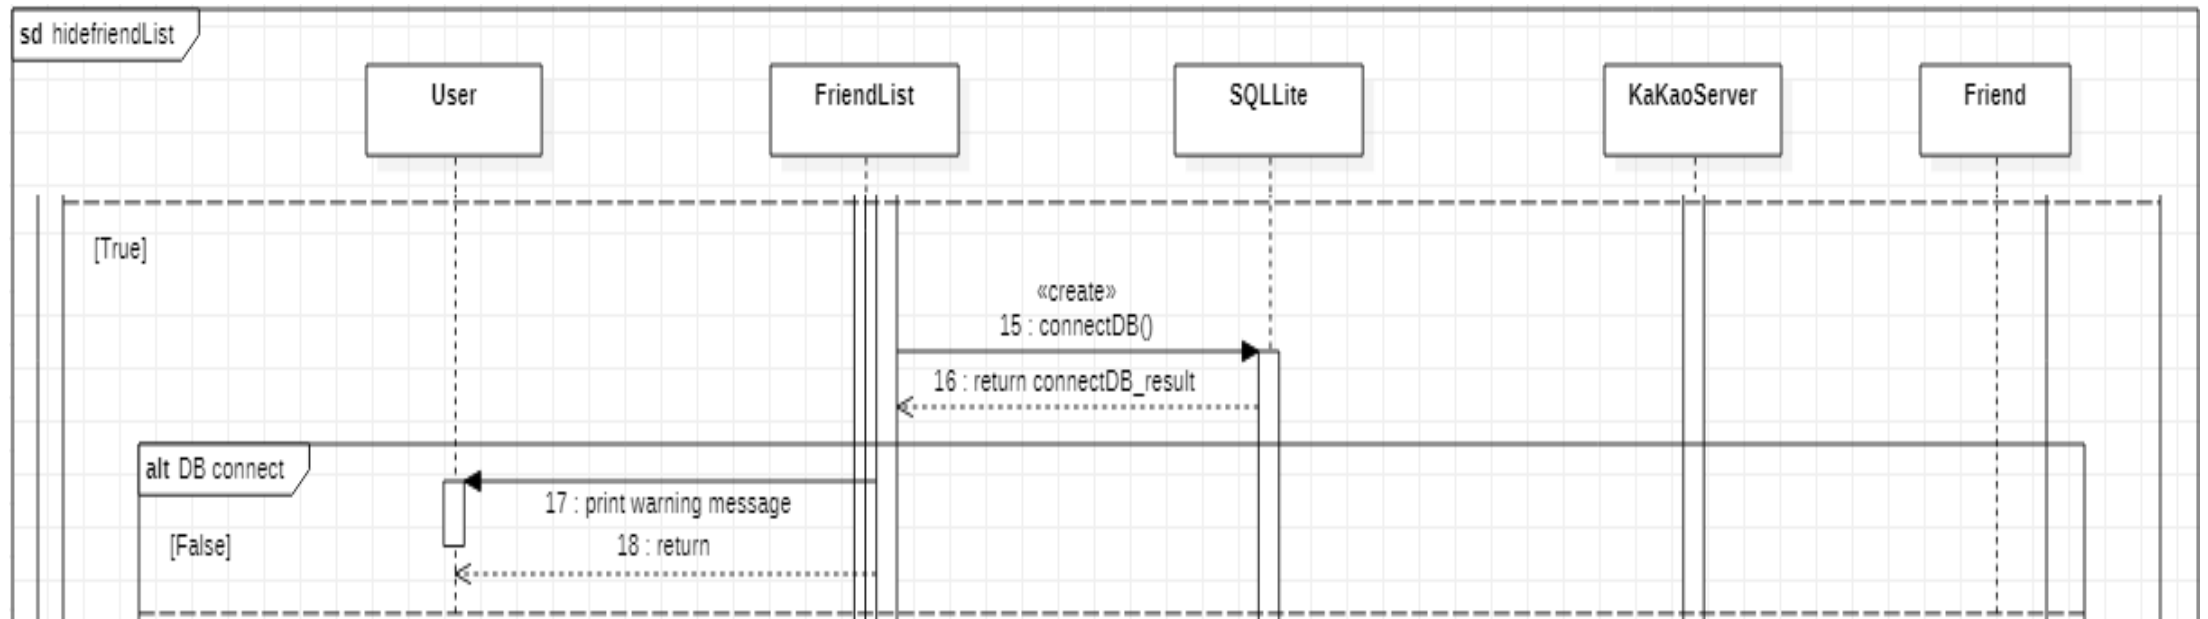 sd hidefriendList
User
FriendList
SQLLite
KaKaoServer
Friend
[True]
«create»
15 : connectDB()
16 : return connectDB_result
alt DB connect
17 : print warning message
[False]
18 : return